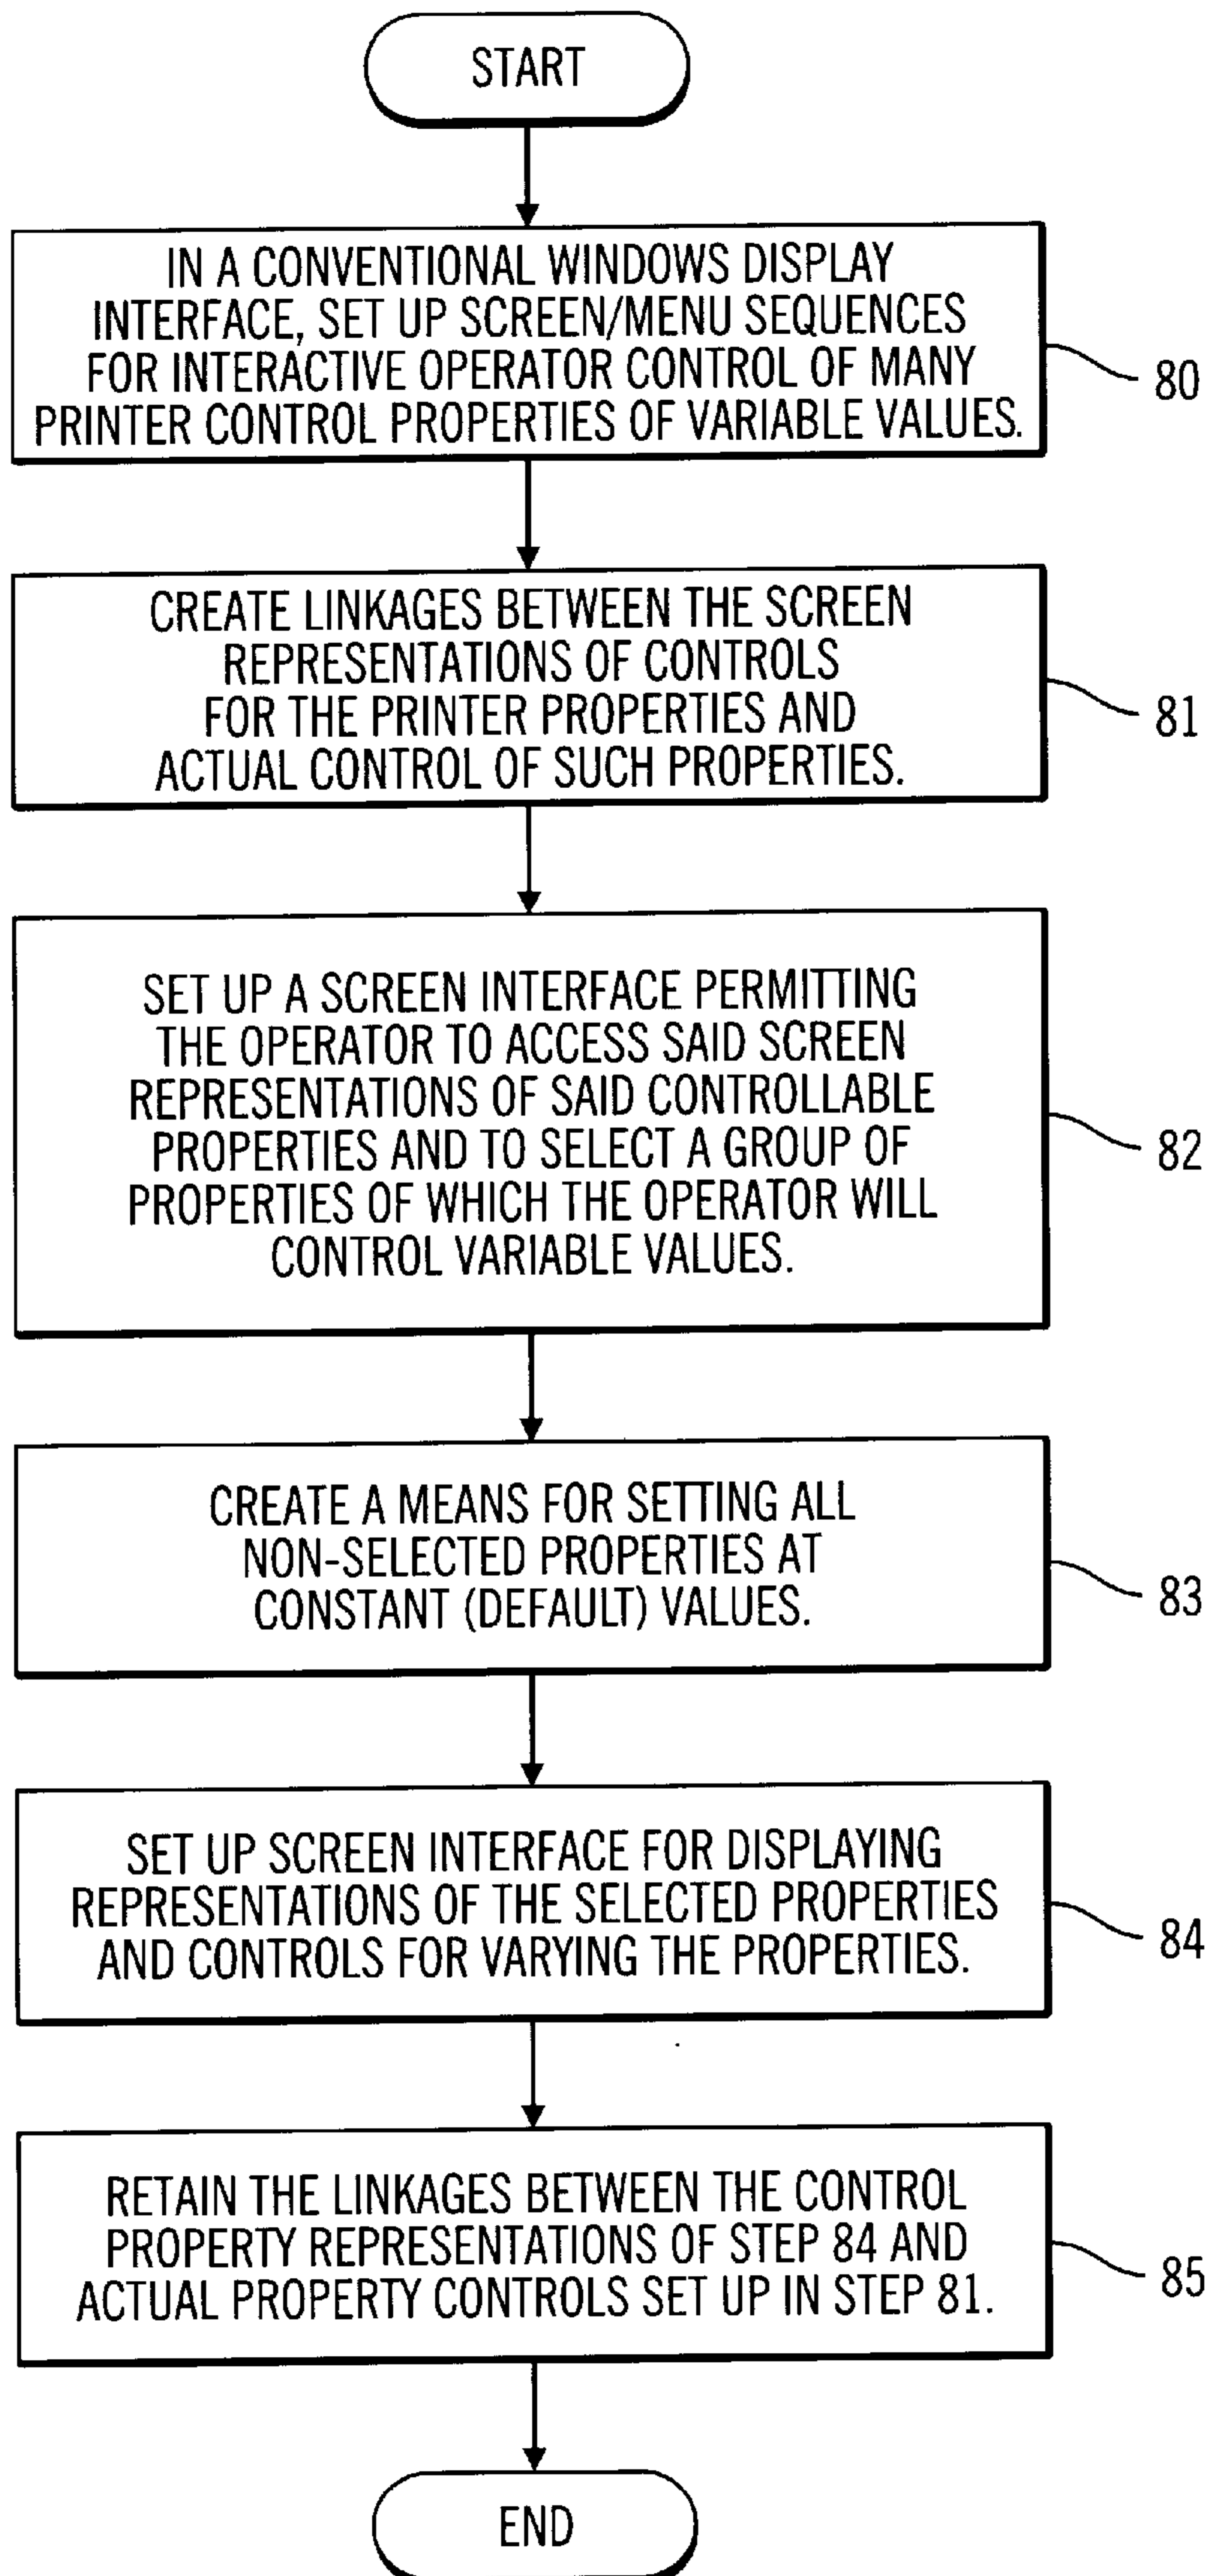 START
IN A CONVENTIONAL WINDOWS DISPLAY
INTERFACE, SET UP SCREEN/MENU SEQUENCES
FOR INTERACTIVE OPERATOR CONTROL OF MANY
PRINTER CONTROL PROPERTIES OF VARIABLE VALUES.
80
CREATE LINKAGES BETWEEN THE SCREEN
REPRESENTATIONS OF CONTROLS
FOR THE PRINTER PROPERTIES AND
ACTUAL CONTROL OF SUCH PROPERTIES.
81
SET UP A SCREEN INTERFACE PERMITTING
THE OPERATOR TO ACCESS SAID SCREEN
REPRESENTATIONS OF SAID CONTROLLABLE
PROPERTIES AND TO SELECT A GROUP OF
PROPERTIES OF WHICH THE OPERATOR WILL
CONTROL VARIABLE VALUES.
82
CREATE A MEANS FOR SETTING ALL
NON-SELECTED PROPERTIES AT
CONSTANT (DEFAULT) VALUES.
83
SET UP SCREEN INTERFACE FOR DISPLAYING
REPRESENTATIONS OF THE SELECTED PROPERTIES
AND CONTROLS FOR VARYING THE PROPERTIES.
84
RETAIN THE LINKAGES BETWEEN THE CONTROL
PROPERTY REPRESENTATIONS OF STEP 84 AND
ACTUAL PROPERTY CONTROLS SET UP IN STEP 81.
85
END